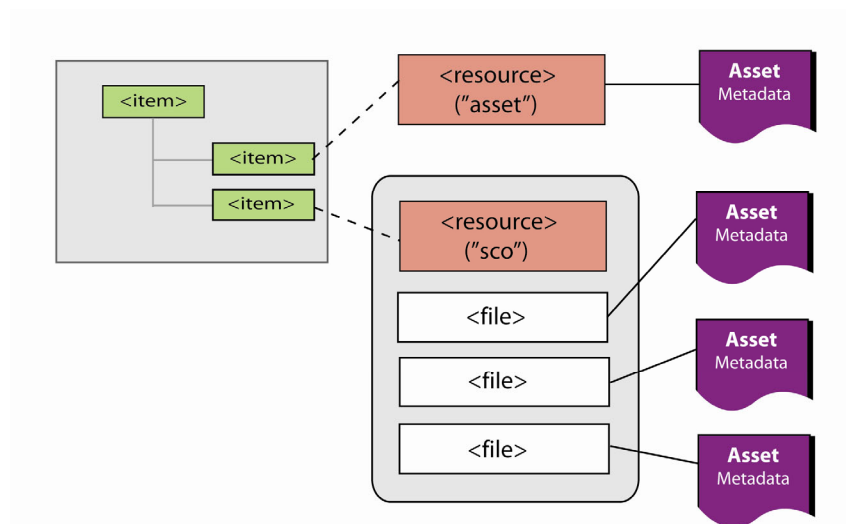 <item>
<item>
<item>
<resource>
(”asset”)
Asset
Metadata
<resource>
(”sco”)
<file>
<file>
<file>
Asset
Metadata
Asset
Metadata
Asset
Metadata